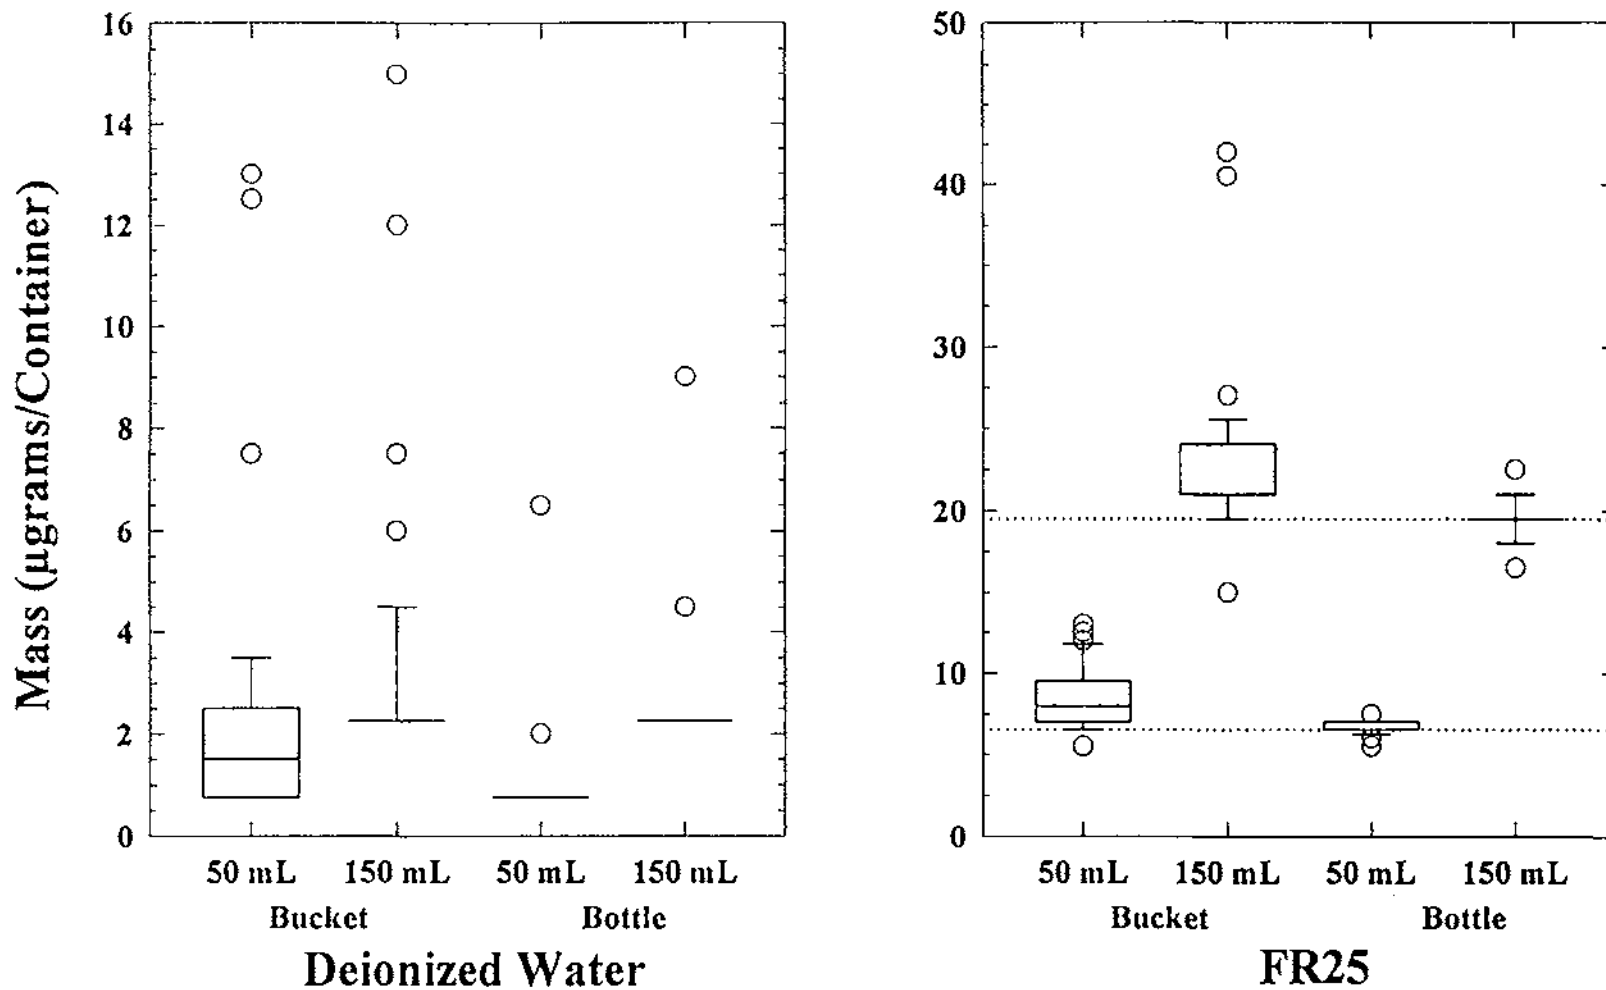 Mass (µgrams/Container)
16
14
12
10
8
6
4
2
0
50 mL 150 mL 50 mL 150 mL
Bucket Bottle
Deionized Water
50
40
30
20
10
0
50 mL 150 mL 50 mL 150 mL
Bucket Bottle
FR25